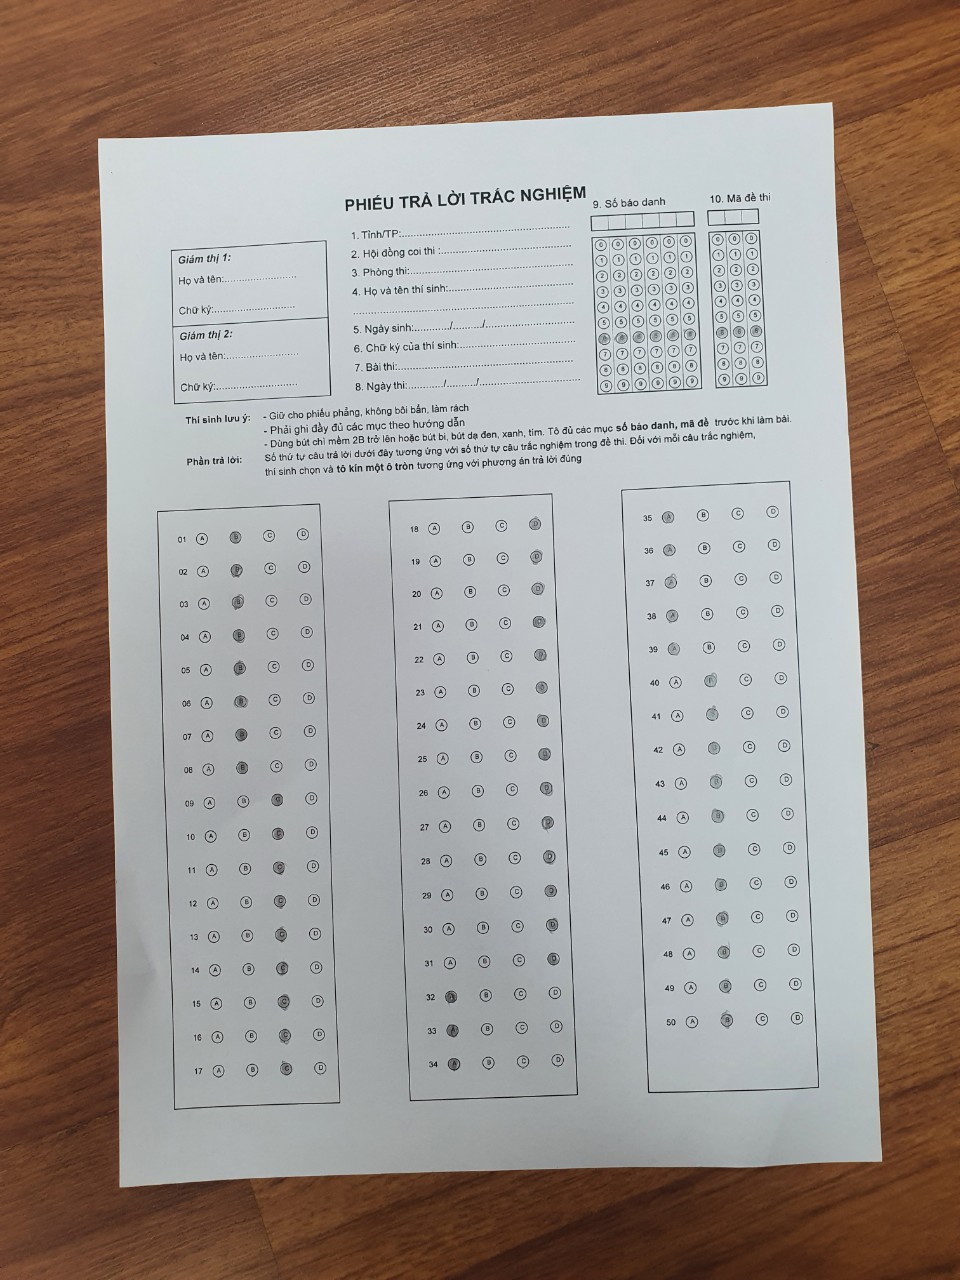 PHIẾU TRẢ LỜI TRẮC NGHIỆM
Giám thị 1:
Họ và tên:........................
Chữ ký:...........................
Giám thị 2:
Họ và tên:........................
Chữ ký:...........................
1. Tỉnh/TP:..................................................
2. Hội đồng coi thi :.......................................
3. Phòng thi:................................................
4. Họ và tên thí sinh:.....................................
..................................................................
5. Ngày sinh:.........../........../.............................
6. Chữ ký của thí sinh:....................................
7. Bài thi:....................................................
8. Ngày thi:.........../........../...............................
9. Số báo danh
0 0 0 0 0 0
1 1 1 1 1 1
2 2 2 2 2 2
3 3 3 3 3 3
4 4 4 4 4 4
5 5 5 5 5 5
6 6 6 6 6 6
7 7 7 7 7 7
8 8 8 8 8 8
9 9 9 9 9 9
10. Mã đề thi
0 0 0
1 1 1
2 2 2
3 3 3
4 4 4
5 5 5
6 6 6
7 7 7
8 8 8
9 9 9
Thí sinh lưu ý: - Giữ cho phiếu phẳng, không bôi bẩn, làm rách
- Phải ghi đầy đủ các mục theo hướng dẫn
- Dùng bút chì mềm 2B trở lên hoặc bút bi, bút dạ đen, xanh, tím. Tô đủ các mục số báo danh, mã đề trước khi làm bài.
Phần trả lời: Số thứ tự câu trả lời dưới đây tương ứng với số thứ tự câu trắc nghiệm trong đề thi. Đối với mỗi câu trắc nghiệm,
thí sinh chọn và tô kín một ô tròn tương ứng với phương án trả lời đúng
01 A B C D
02 A B C D
03 A B C D
04 A B C D
05 A B C D
06 A B C D
07 A B C D
08 A B C D
09 A B C D
10 A B C D
11 A B C D
12 A B C D
13 A B C D
14 A B C D
15 A B C D
16 A B C D
17 A B C D
18 A B C D
19 A B C D
20 A B C D
21 A B C D
22 A B C D
23 A B C D
24 A B C D
25 A B C D
26 A B C D
27 A B C D
28 A B C D
29 A B C D
30 A B C D
31 A B C D
32 A B C D
33 A B C D
34 A B C D
35 A B C D
36 A B C D
37 A B C D
38 A B C D
39 A B C D
40 A B C D
41 A B C D
42 A B C D
43 A B C D
44 A B C D
45 A B C D
46 A B C D
47 A B C D
48 A B C D
49 A B C D
50 A B C D